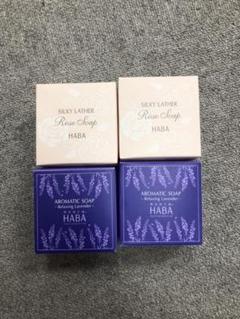 SILKY LATHER
Rose Soap
HABA
SILKY LATHER
Rose Soap
HABA
AROMATIC SOAP
- Relaxing Lavender -
HABA
AROMATIC SOAP
- Relaxing Lavender -
HABA